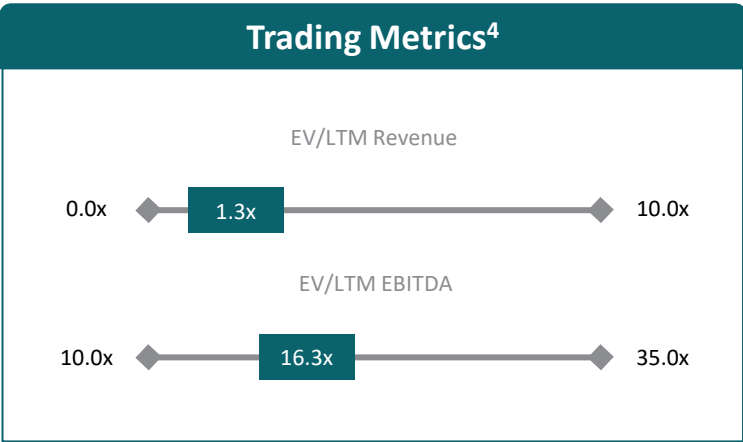 Trading Metrics⁴
EV/LTM Revenue
0.0x 1.3x 10.0x
EV/LTM EBITDA
10.0x 16.3x 35.0x